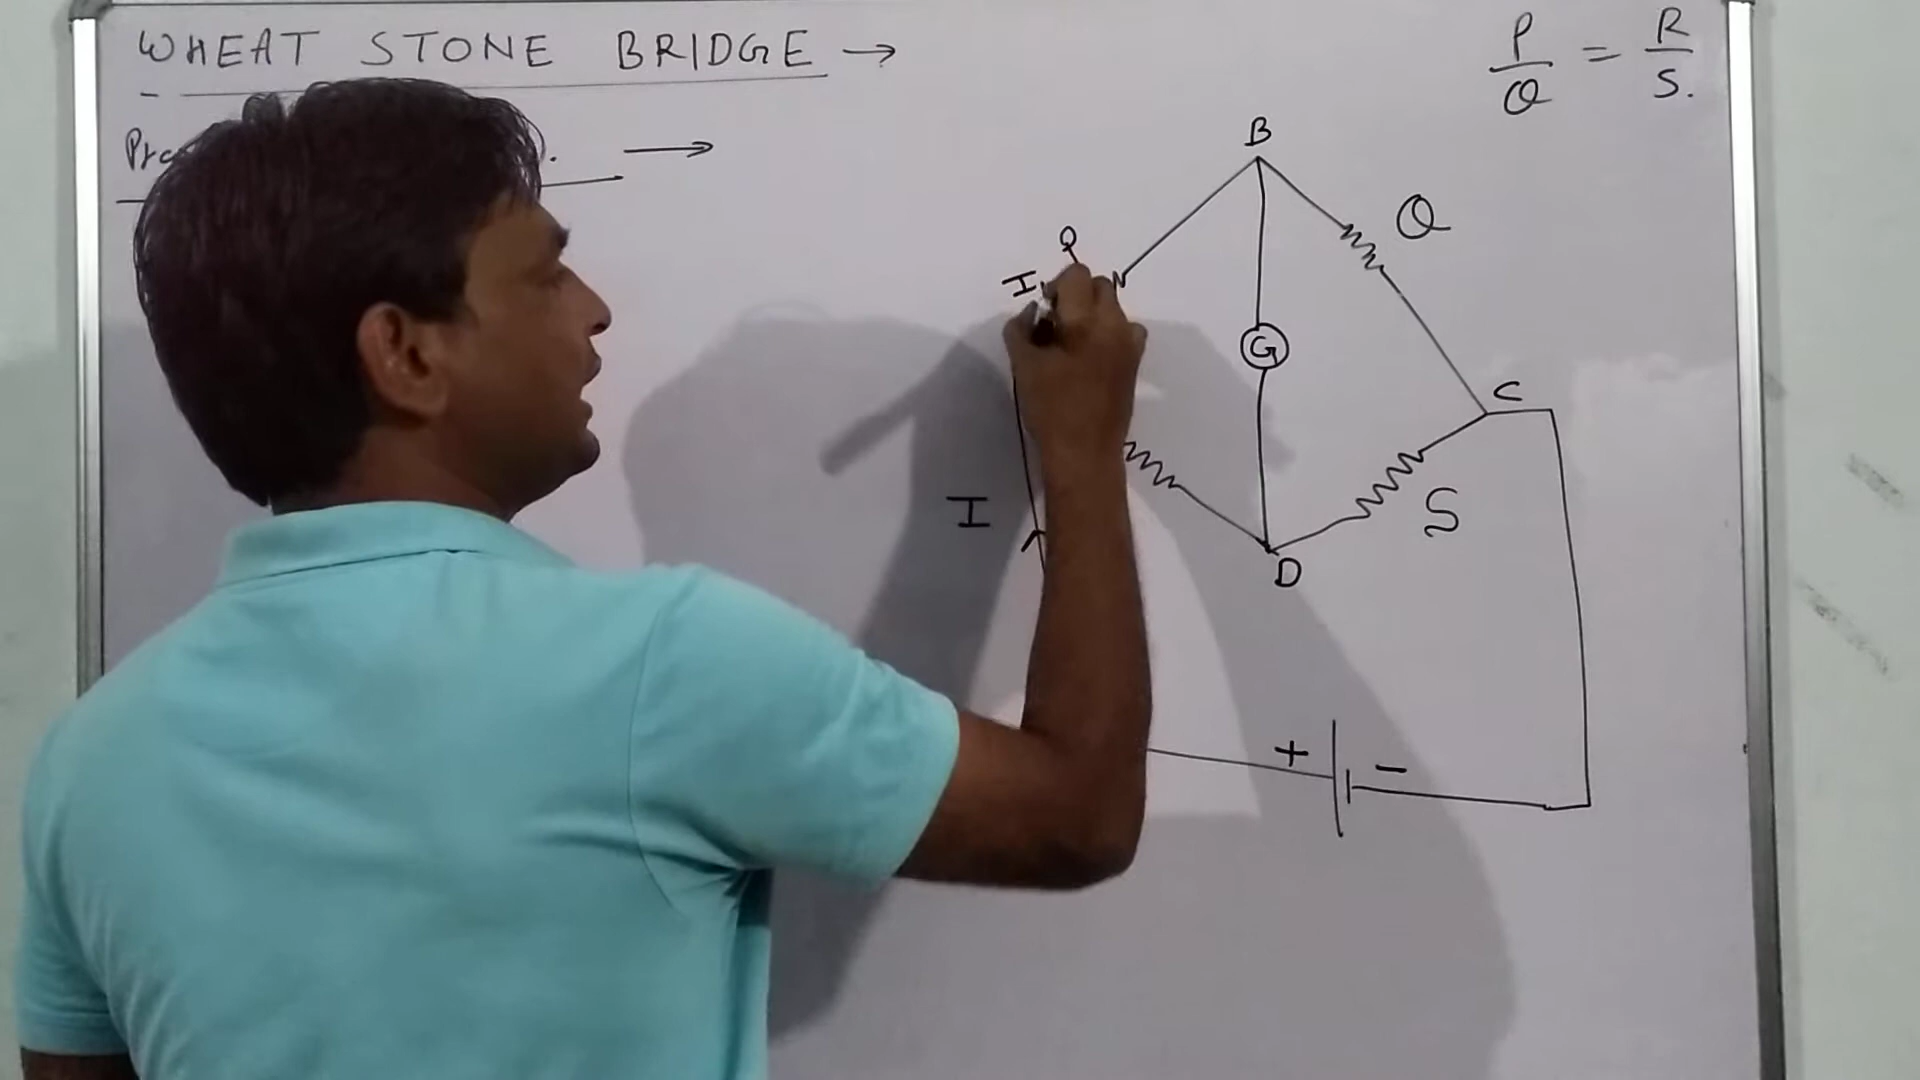 WHEAT STONE BRIDGE →
P/Q = R/S.
→
B
Q
I
C
G
I
S
D
+ -